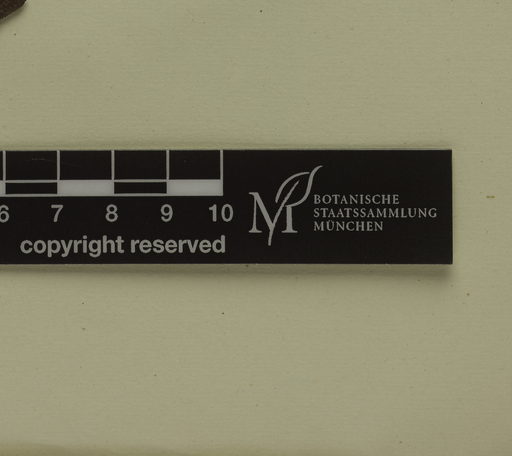 6 7 8 9 10
copyright reserved
M
BOTANISCHE
STAATSSAMMLUNG
MÜNCHEN